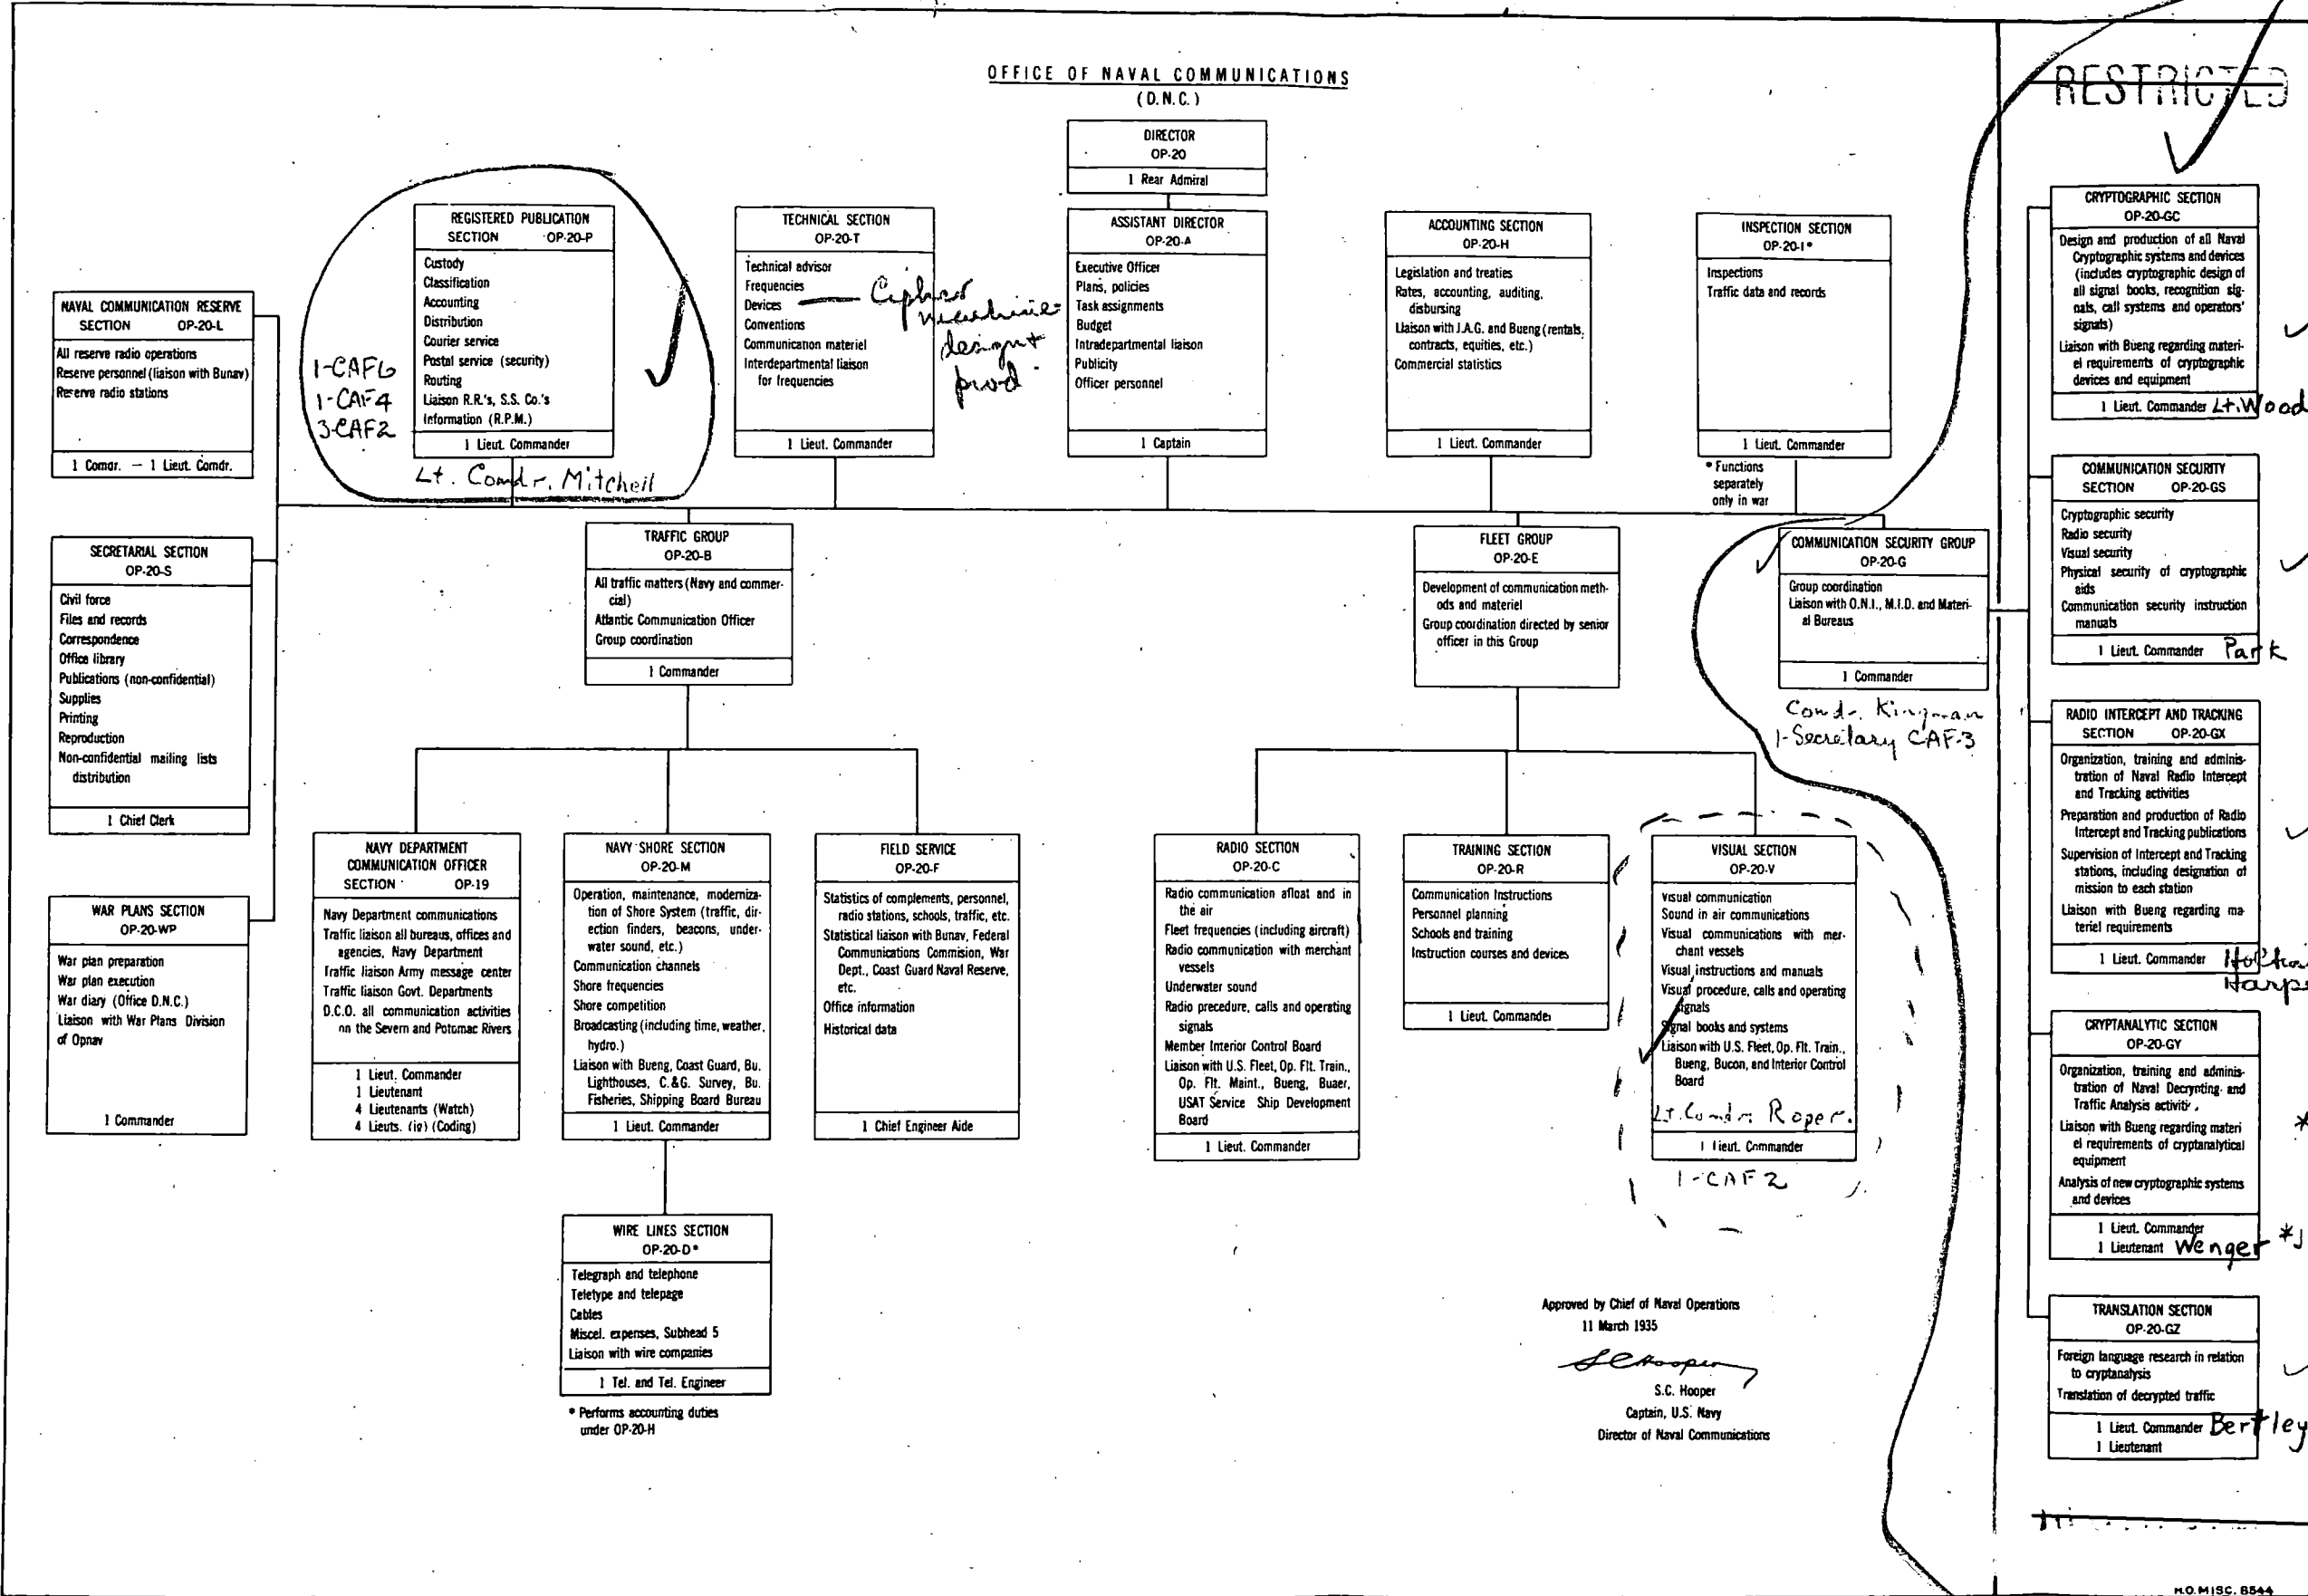 OFFICE OF NAVAL COMMUNICATIONS
(D.N.C.)
RESTRICTED
DIRECTOR
OP-20
1 Rear Admiral
REGISTERED PUBLICATION
SECTION OP-20-P
Custody
Classification
Accounting
Distribution
Courier service
Postal service (security)
Routing
Liaison R.R.'s, S.S. Co.'s
Information (R.P.M.)
1 Lieut. Commander
1-CAF6
1-CAF4
3-CAF2
Lt. Comdr. Mitchell
TECHNICAL SECTION
OP-20-T
Technical advisor
Frequencies
Devices
Conventions
Communication materiel
Interdepartmental liaison
for frequencies
1 Lieut. Commander
Cipher
machine
design +
prod
ASSISTANT DIRECTOR
OP-20-A
Executive Officer
Plans, policies
Task assignments
Budget
Intradepartmental liaison
Publicity
Officer personnel
1 Captain
ACCOUNTING SECTION
OP-20-H
Legislation and treaties
Rates, accounting, auditing,
disbursing
Liaison with J.A.G. and Bueng (rentals,
contracts, equities, etc.)
Commercial statistics
1 Lieut. Commander
INSPECTION SECTION
OP-20-I*
Inspections
Traffic data and records
1 Lieut. Commander
* Functions
separately
only in war
NAVAL COMMUNICATION RESERVE
SECTION OP-20-L
All reserve radio operations
Reserve personnel (liaison with Bunav)
Reserve radio stations
1 Comdr. — 1 Lieut. Comdr.
SECRETARIAL SECTION
OP-20-S
Civil force
Files and records
Correspondence
Office library
Publications (non-confidential)
Supplies
Printing
Reproduction
Non-confidential mailing lists
distribution
1 Chief Clerk
WAR PLANS SECTION
OP-20-WP
War plan preparation
War plan execution
War diary (Office D.N.C.)
Liaison with War Plans Division
of Opnav
1 Commander
TRAFFIC GROUP
OP-20-B
All traffic matters (Navy and commer-
cial)
Atlantic Communication Officer
Group coordination
1 Commander
FLEET GROUP
OP-20-E
Development of communication meth-
ods and materiel
Group coordination directed by senior
officer in this Group
COMMUNICATION SECURITY GROUP
OP-20-G
Group coordination
Liaison with O.N.I., M.I.D. and Materi-
al Bureaus
1 Commander
Comdr. Kingman
1-Secretary CAF-3
NAVY DEPARTMENT
COMMUNICATION OFFICER
SECTION OP-19
Navy Department communications
Traffic liaison all bureaus, offices and
agencies, Navy Department
Traffic liaison Army message center
Traffic liaison Govt. Departments
D.C.O. all communication activities
on the Severn and Potomac Rivers
1 Lieut. Commander
1 Lieutenant
4 Lieutenants (Watch)
4 Lieuts. (jg) (Coding)
NAVY SHORE SECTION
OP-20-M
Operation, maintenance, moderniza-
tion of Shore System (traffic, dir-
ection finders, beacons, under-
water sound, etc.)
Communication channels
Shore frequencies
Shore competition
Broadcasting (including time, weather,
hydro.)
Liaison with Bueng, Coast Guard, Bu.
Lighthouses, C.&G. Survey, Bu.
Fisheries, Shipping Board Bureau
1 Lieut. Commander
FIELD SERVICE
OP-20-F
Statistics of complements, personnel,
radio stations, schools, traffic, etc.
Statistical liaison with Bunav, Federal
Communications Commision, War
Dept., Coast Guard Naval Reserve,
etc.
Office information
Historical data
1 Chief Engineer Aide
RADIO SECTION
OP-20-C
Radio communication afloat and in
the air
Fleet frequencies (including aircraft)
Radio communication with merchant
vessels
Underwater sound
Radio precedure, calls and operating
signals
Member Interior Control Board
Liaison with U.S. Fleet, Op. Flt. Train.,
Op. Flt. Maint., Bueng, Buaer,
USAT Service Ship Development
Board
1 Lieut. Commander
TRAINING SECTION
OP-20-R
Communication Instructions
Personnel planning
Schools and training
Instruction courses and devices
1 Lieut. Commander
VISUAL SECTION
OP-20-V
Visual communication
Sound in air communications
Visual communications with mer-
chant vessels
Visual instructions and manuals
Visual procedure, calls and operating
signals
Signal books and systems
Liaison with U.S. Fleet, Op. Flt. Train.,
Bueng, Bucon, and Interior Control
Board
Lt. Comdr. Roper.
1 Lieut. Commander
1-CAF2
WIRE LINES SECTION
OP-20-D*
Telegraph and telephone
Teletype and telepage
Cables
Miscel. expenses, Subhead 5
Liaison with wire companies
1 Tel. and Tel. Engineer
* Performs accounting duties
under OP-20-H
Approved by Chief of Naval Operations
11 March 1935
SCHooper
S.C. Hooper
Captain, U.S. Navy
Director of Naval Communications
CRYPTOGRAPHIC SECTION
OP-20-GC
Design and production of all Naval
Cryptographic systems and devices
(includes cryptographic design of
all signal books, recognition sig-
nals, call systems and operators'
signals)
Liaison with Bueng regarding materi-
el requirements of cryptographic
devices and equipment
1 Lieut. Commander Lt. Wood
COMMUNICATION SECURITY
SECTION OP-20-GS
Cryptographic security
Radio security
Visual security
Physical security of cryptographic
aids
Communication security instruction
manuals
1 Lieut. Commander Park
RADIO INTERCEPT AND TRACKING
SECTION OP-20-GX
Organization, training and adminis-
tration of Naval Radio Intercept
and Tracking activities
Preparation and production of Radio
Intercept and Tracking publications
Supervision of Intercept and Tracking
stations, including designation of
mission to each station
Liaison with Bueng regarding ma-
teriel requirements
1 Lieut. Commander
Harpe
CRYPTANALYTIC SECTION
OP-20-GY
Organization, training and adminis-
tration of Naval Decrypting and
Traffic Analysis activiti
Liaison with Bueng regarding materi
el requirements of cryptanalytical
equipment
Analysis of new cryptographic systems
and devices
1 Lieut. Commander
1 Lieutenant Wenger *J
TRANSLATION SECTION
OP-20-GZ
Foreign language research in relation
to cryptanalysis
Translation of decrypted traffic
1 Lieut. Commander Bertley
1 Lieutenant
H.O. MISC. 8544